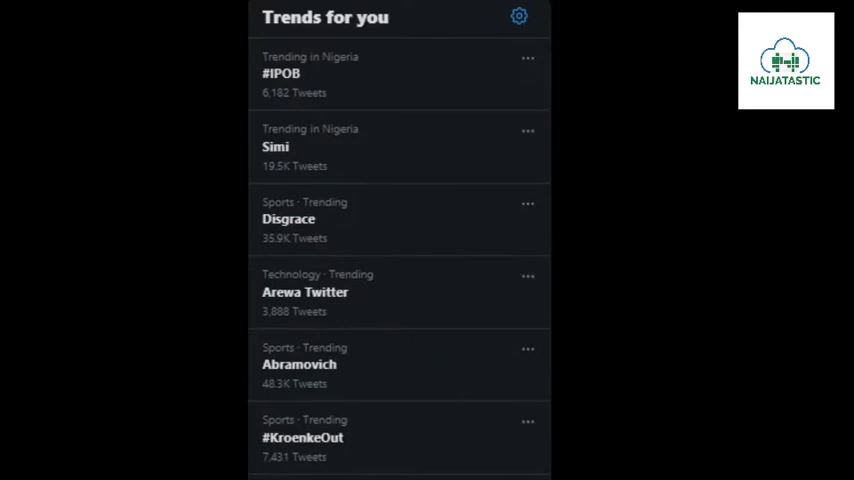 Trends for you
Trending in Nigeria
#IPOB
6,182 Tweets
Trending in Nigeria
Simi
19.5K Tweets
Sports · Trending
Disgrace
35.9K Tweets
Technology · Trending
Arewa Twitter
3,888 Tweets
Sports · Trending
Abramovich
48.3K Tweets
Sports · Trending
#KroenkeOut
7,431 Tweets
NAIJATASTIC